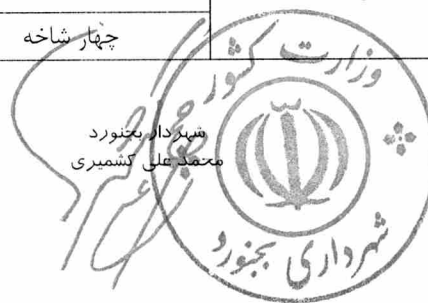 چهار شاخه
وزارت کشور
شهردار بجنورد
محمد علی کشمیری
شهرداری بجنورد